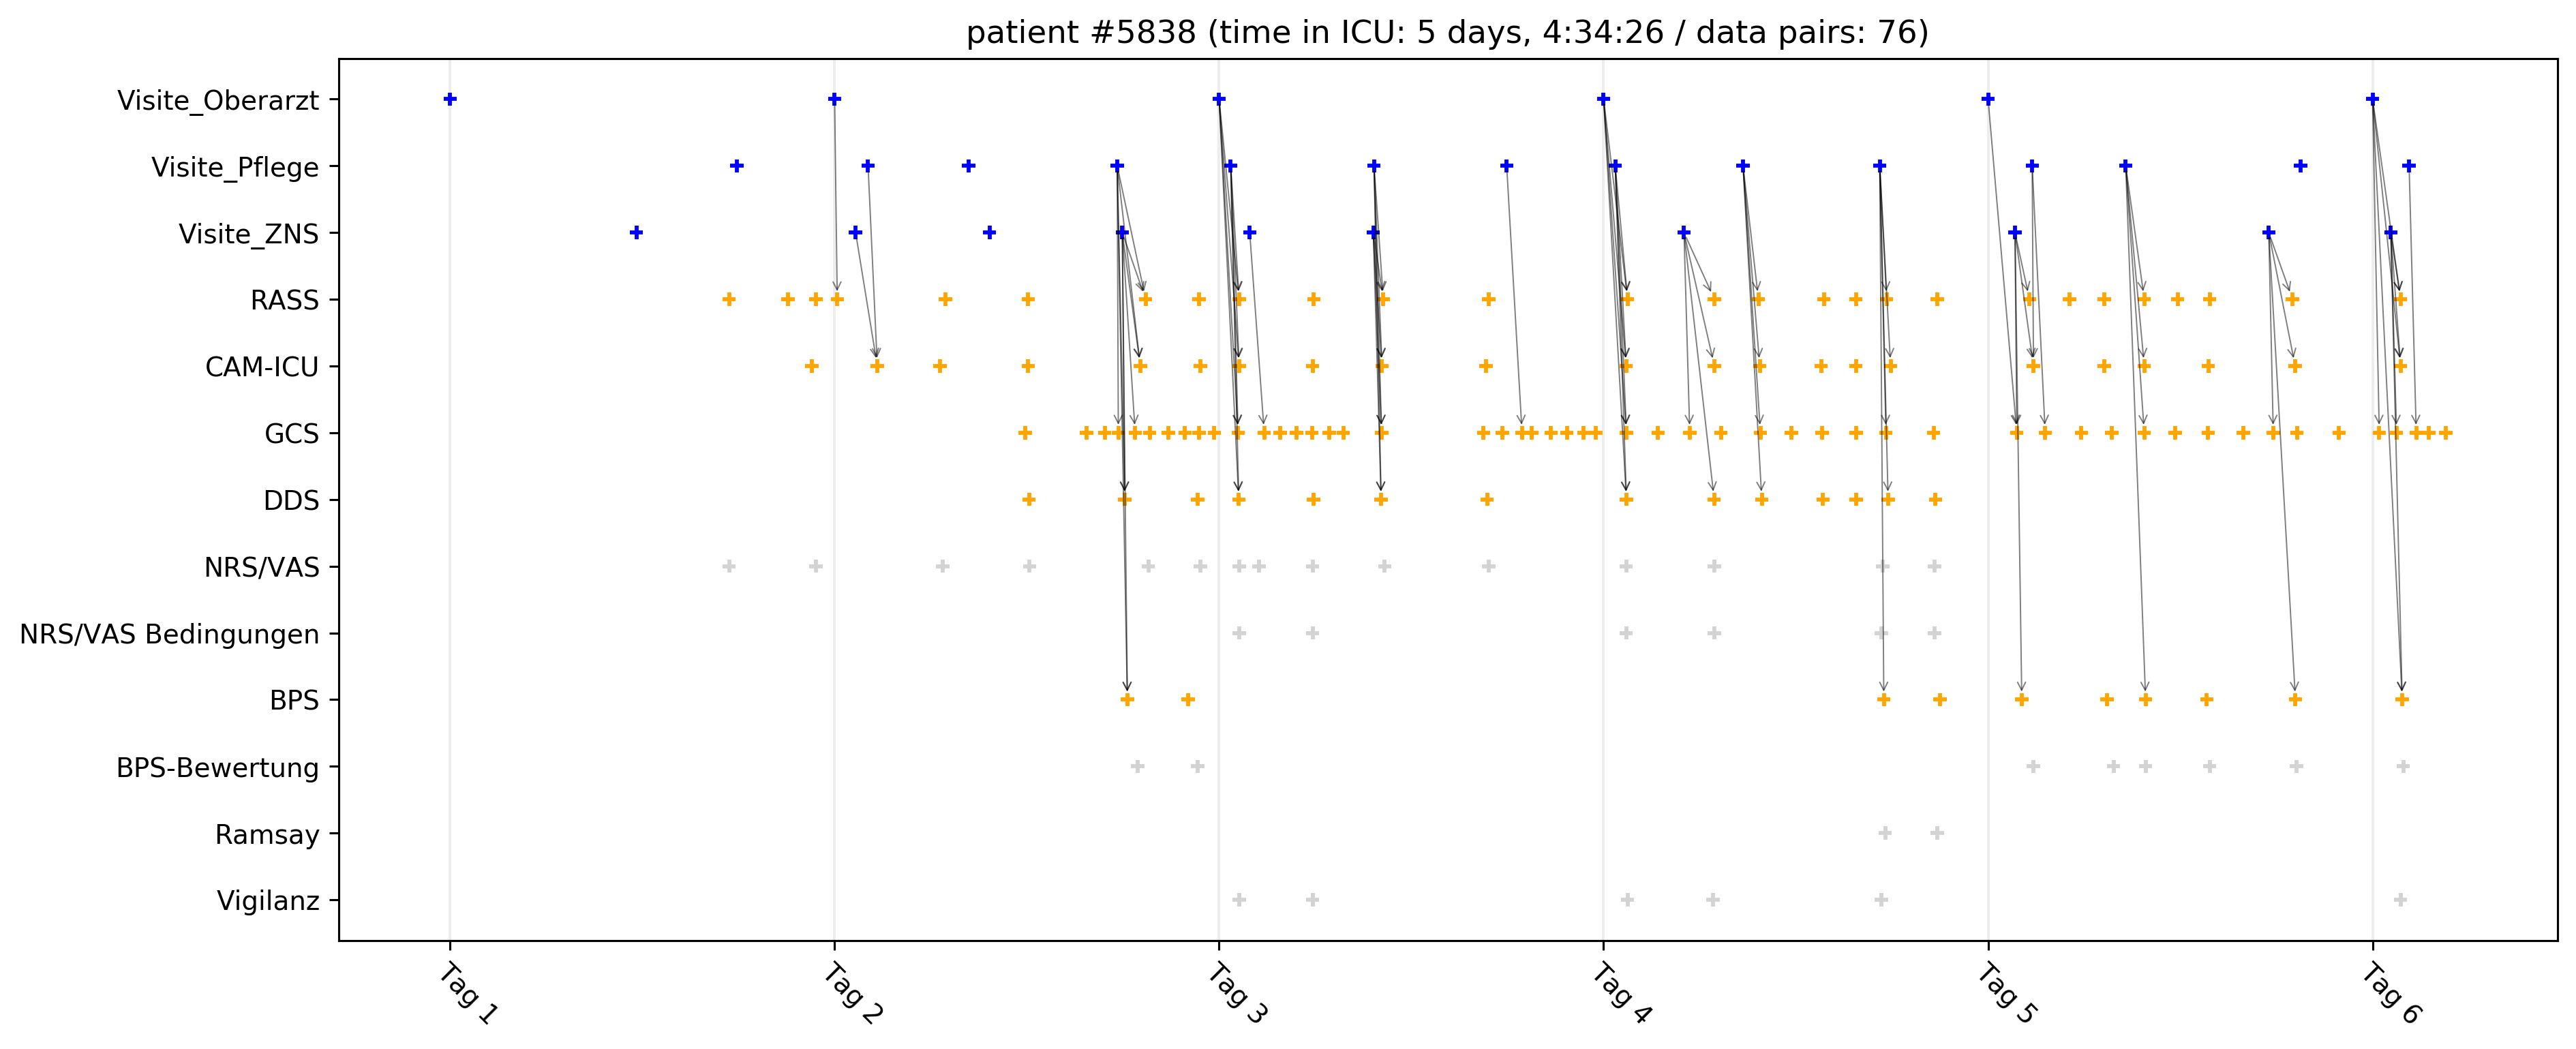 patient #5838 (time in ICU: 5 days, 4:34:26 / data pairs: 76)
Visite_Oberarzt
Visite_Pflege
Visite_ZNS
RASS
CAM-ICU
GCS
DDS
NRS/VAS
NRS/VAS Bedingungen
BPS
BPS-Bewertung
Ramsay
Vigilanz
Tag 1
Tag 2
Tag 3
Tag 4
Tag 5
Tag 6